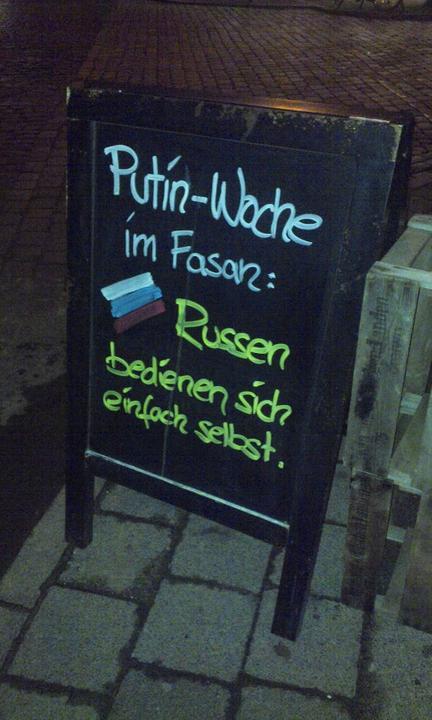 Putin-Woche
im Fasan:
Russen
bedienen sich
einfach selbst.